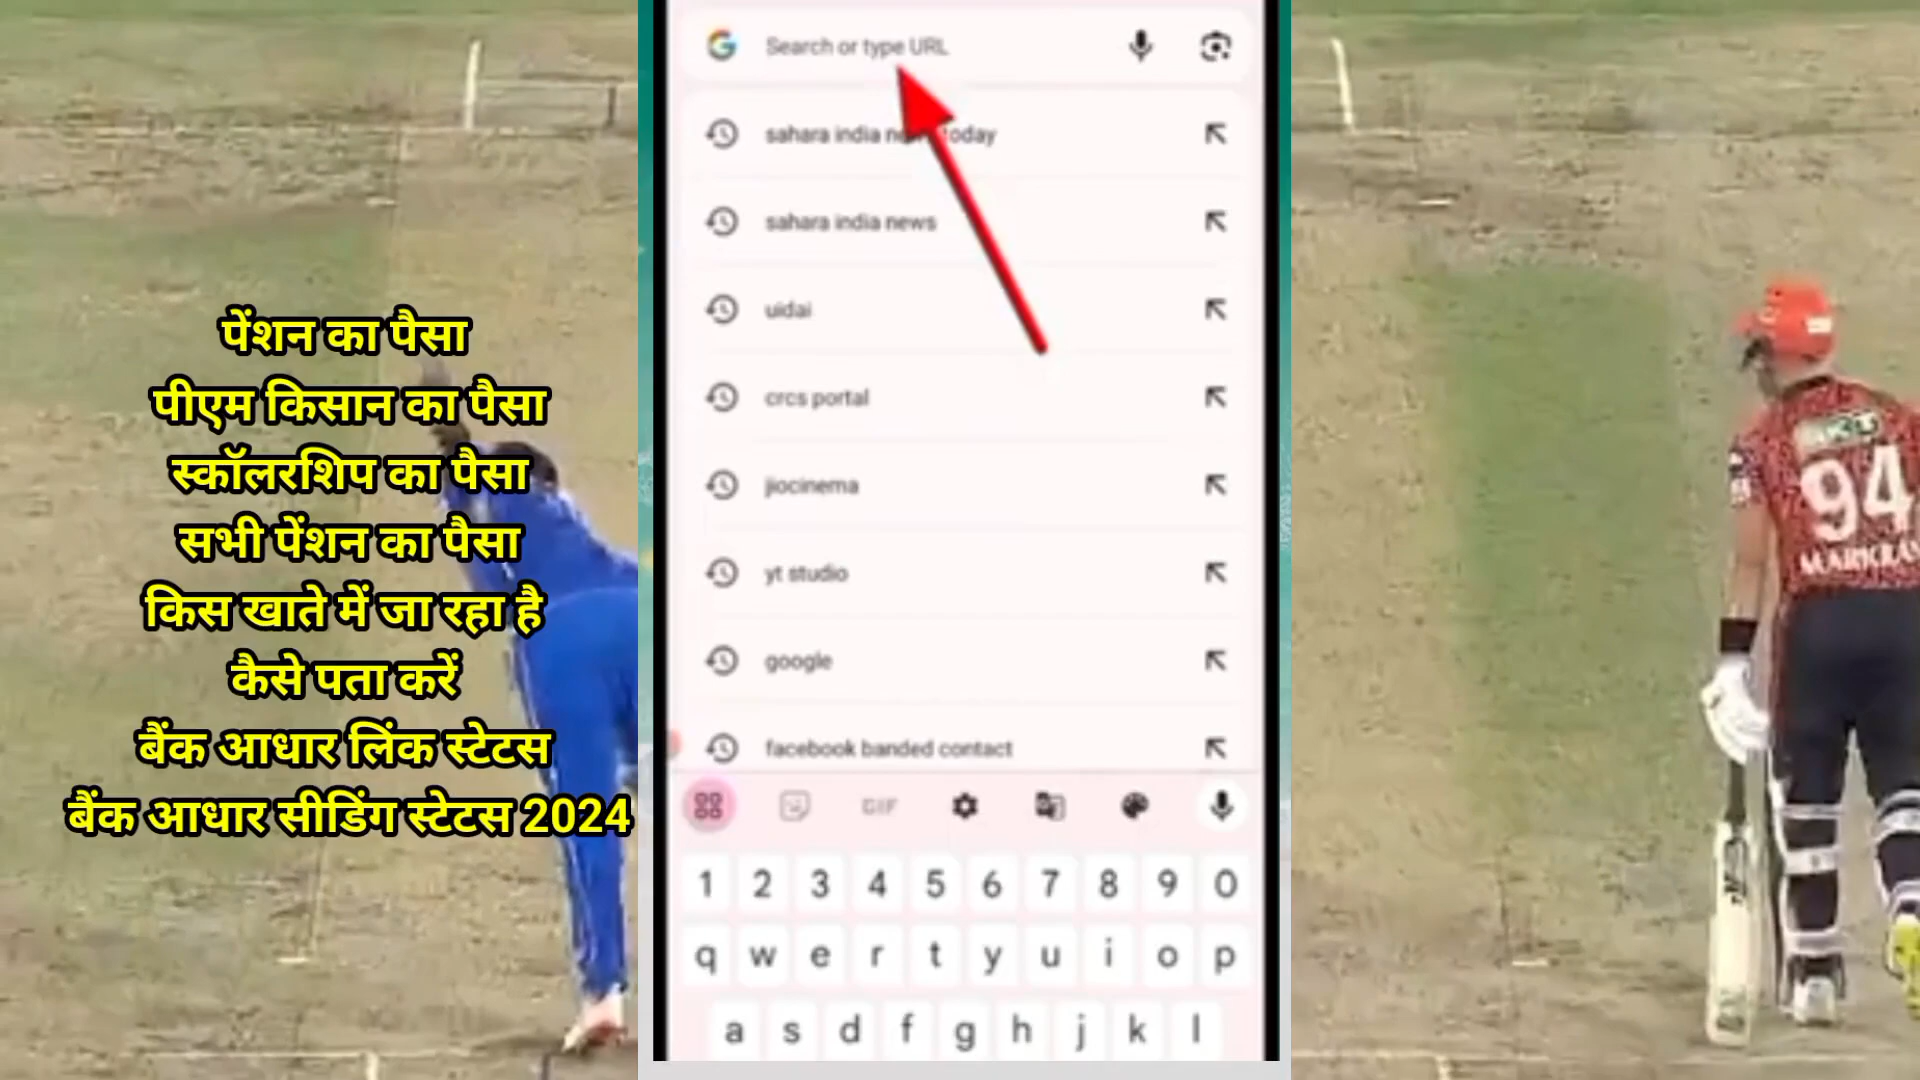 पेंशन का पैसा
पीएम किसान का पैसा
स्कॉलरशिप का पैसा
सभी पेंशन का पैसा
किस खाते में जा रहा है
कैसे पता करें
बैंक आधार लिंक स्टेटस
बैंक आधार सीडिंग स्टेटस 2024
Search or type URL
sahara india today
sahara india news
uidai
crcs portal
jiocinema
yt studio
google
facebook banded contact
GIF
1 2 3 4 5 6 7 8 9 0
q w e r t y u i o p
a s d f g h j k l
94